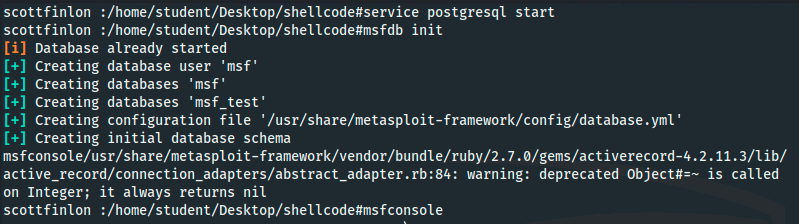 scottfinlon :/home/student/Desktop/shellcode#service postgresql start
scottfinlon :/home/student/Desktop/shellcode#msfdb init
[i] Database already started
[+] Creating database user 'msf'
[+] Creating databases 'msf'
[+] Creating databases 'msf_test'
[+] Creating configuration file '/usr/share/metasploit-framework/config/database.yml'
[+] Creating initial database schema
msfconsole/usr/share/metasploit-framework/vendor/bundle/ruby/2.7.0/gems/activerecord-4.2.11.3/lib/
active_record/connection_adapters/abstract_adapter.rb:84: warning: deprecated Object#=~ is called
on Integer; it always returns nil
scottfinlon :/home/student/Desktop/shellcode#msfconsole